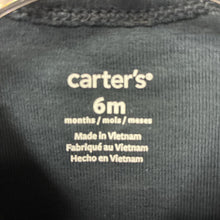 carter's®
6m
months / mois / meses
Made in Vietnam
Fabriqué au Vietnam
Hecho en Vietnam